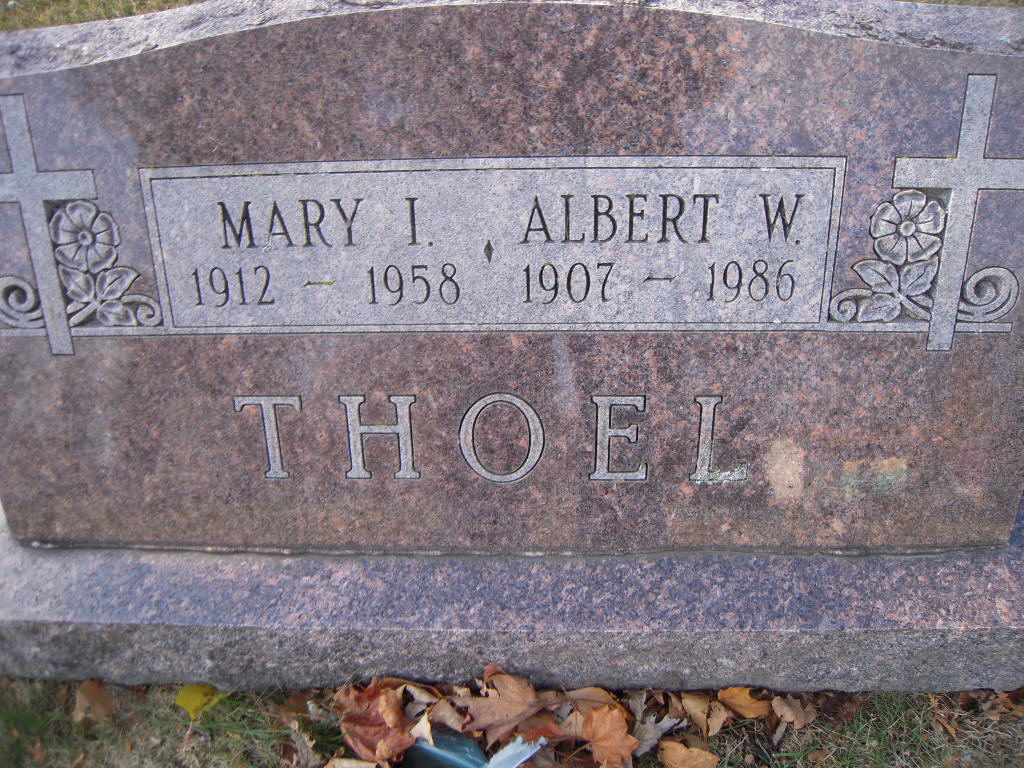 MARY I. ALBERT W.
1912 - 1958 1907 - 1986
THOEL